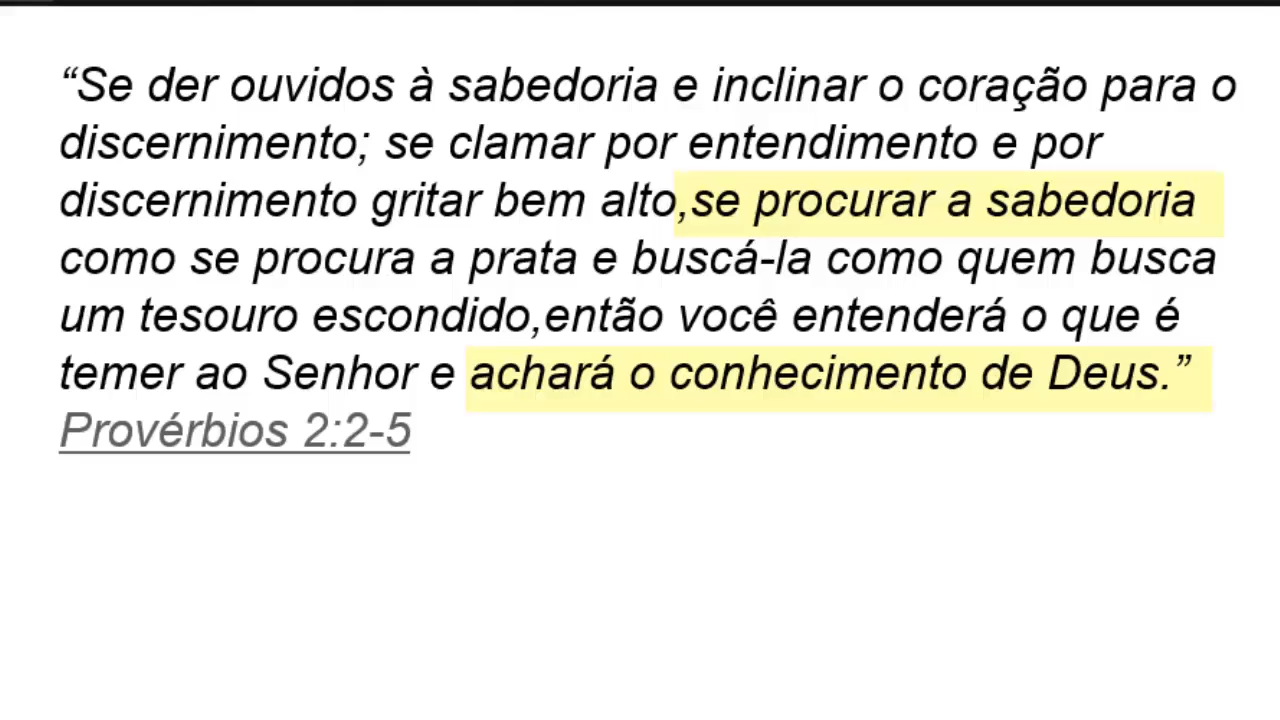 “Se der ouvidos à sabedoria e inclinar o coração para o
discernimento; se clamar por entendimento e por
discernimento gritar bem alto,se procurar a sabedoria
como se procura a prata e buscá-la como quem busca
um tesouro escondido,então você entenderá o que é
temer ao Senhor e achará o conhecimento de Deus.”
Provérbios 2:2-5